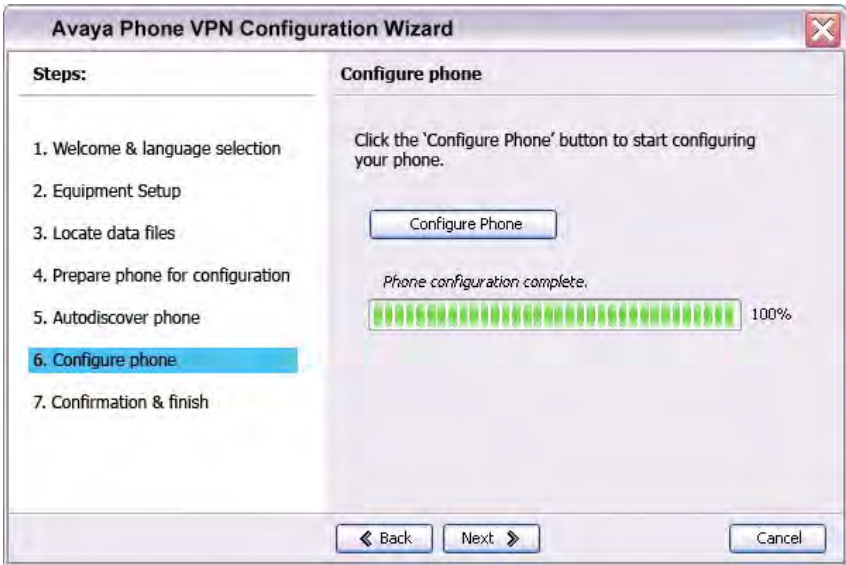 Avaya Phone VPN Configuration Wizard
Steps:
1. Welcome & language selection
2. Equipment Setup
3. Locate data files
4. Prepare phone for configuration
5. Autodiscover phone
6. Configure phone
7. Confirmation & finish
Configure phone
Click the ‘Configure Phone’ button to start configuring
your phone.
Configure Phone
Phone configuration complete.
100%
Back
Next
Cancel